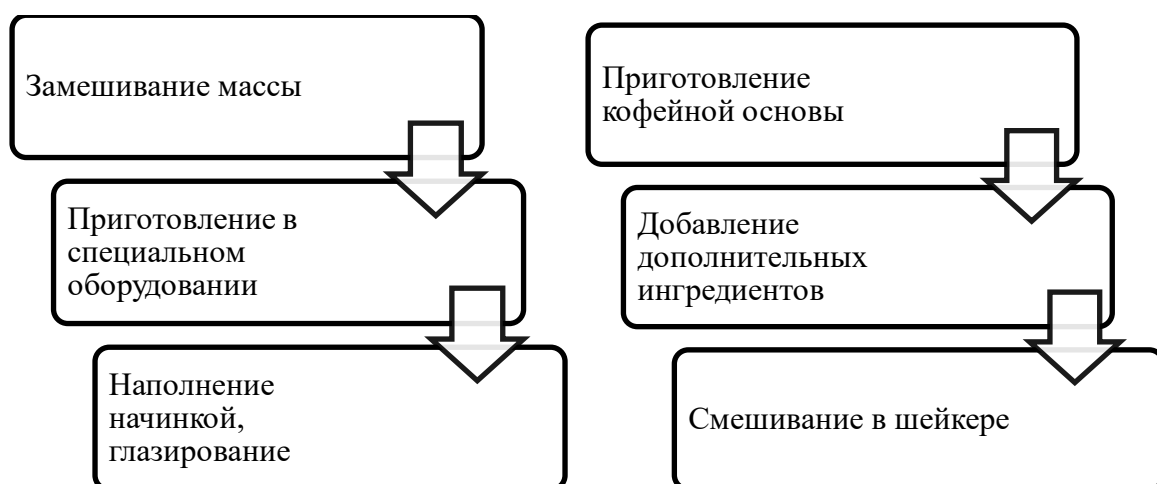 Замешивание массы
Приготовление в
специальном
оборудовании
Наполнение
начинкой,
глазирование
Приготовление
кофейной основы
Добавление
дополнительных
ингредиентов
Смешивание в шейкере